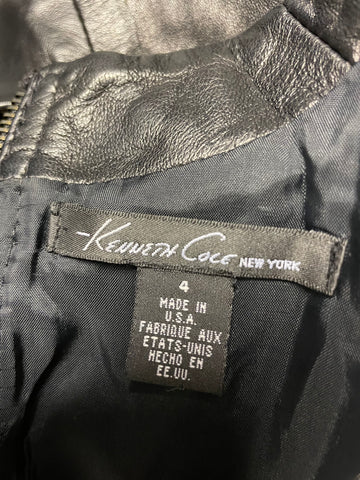 KENNETH COLE NEW YORK
4
MADE IN
U.S.A.
FABRIQUE AUX
ETATS-UNIS
HECHO EN
EE.UU.